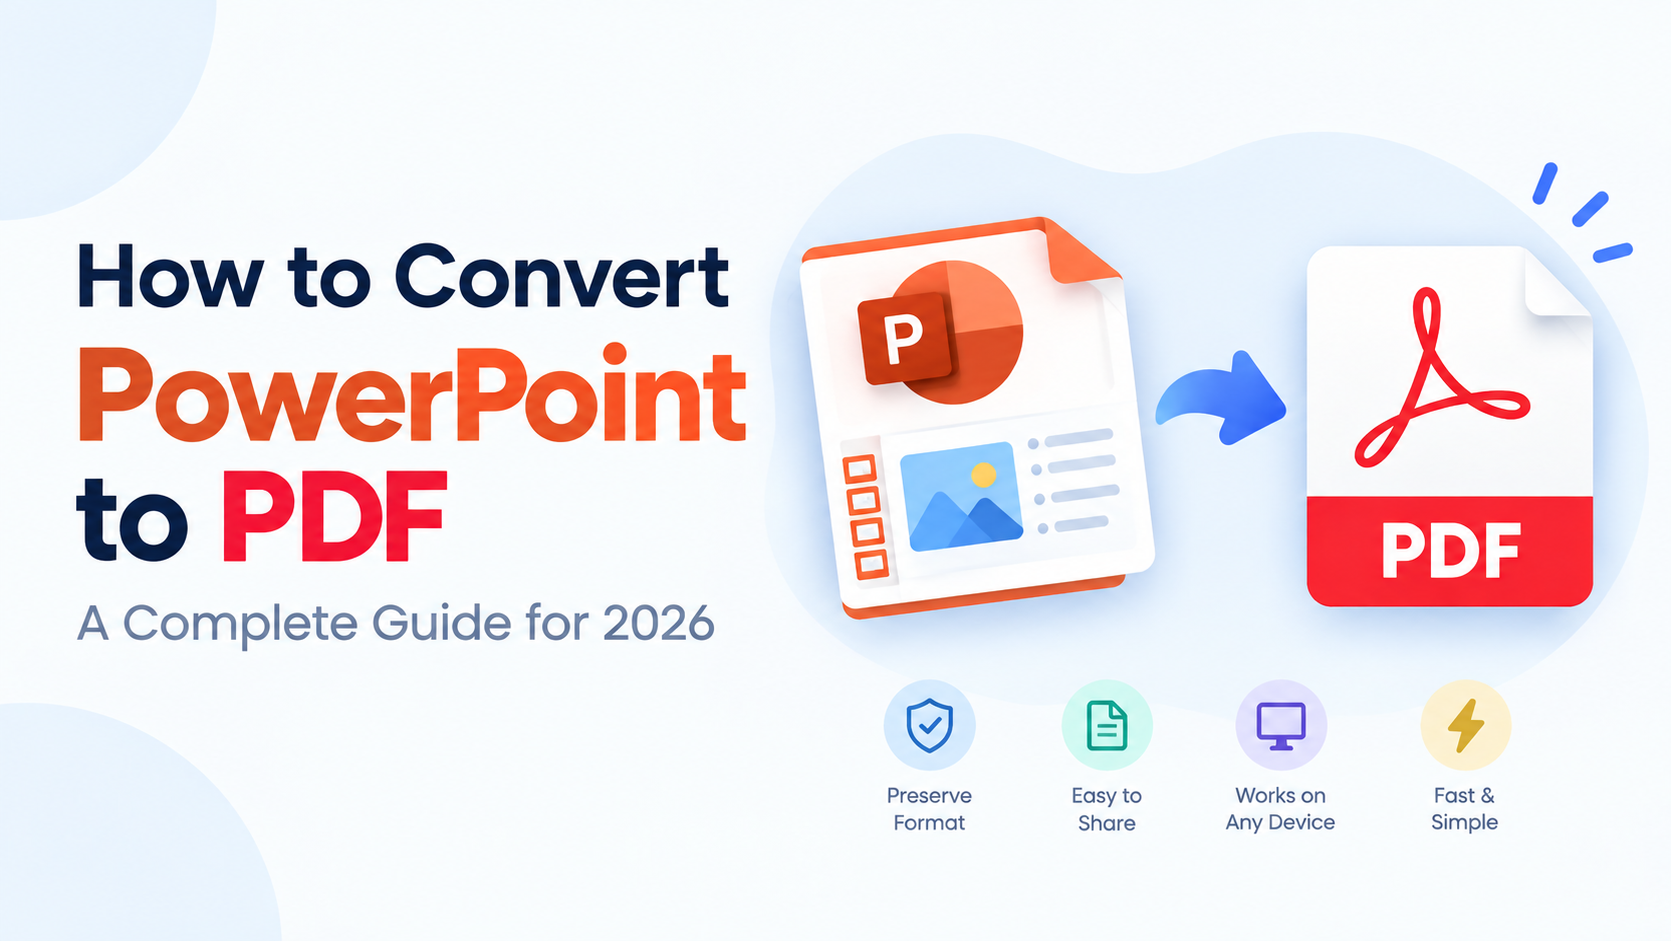 How to Convert
PowerPoint
to PDF
A Complete Guide for 2026
P
PDF
Preserve
Format
Easy to
Share
Works on
Any Device
Fast &
Simple